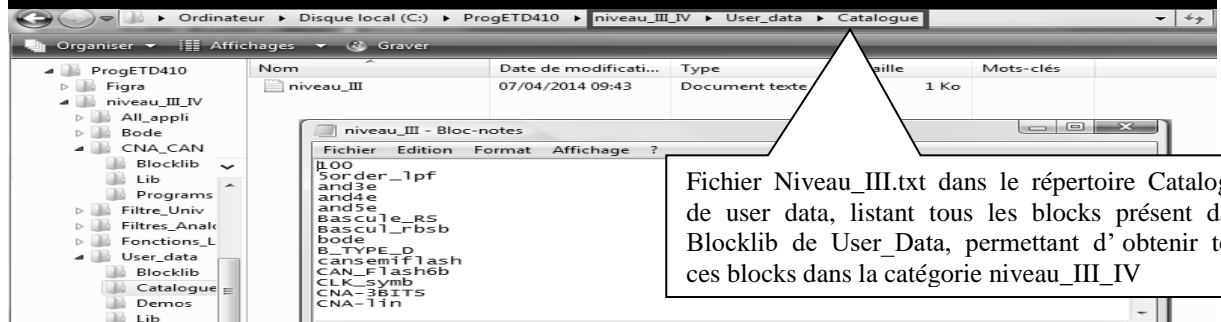 Ordinateur ▸ Disque local (C:) ▸ ProgETD410 ▸ niveau_III_IV ▸ User_data ▸ Catalogue
Organiser Affichages Graver
Nom Date de modificati... Type aille Mots-clés
niveau_III 07/04/2014 09:43 Document texte 1 Ko
ProgETD410
Figra
niveau_III_IV
All_appli
Bode
CNA_CAN
Blocklib
Lib
Programs
Filtre_Univ
Filtres_Analo
Fonctions_L
User_data
Blocklib
Catalogue
Demos
Lib
niveau_III - Bloc-notes
Fichier Edition Format Affichage ?
100
5order_lpf
and3e
and4e
and5e
Bascule_RS
Bascul_rbsb
bode
B_TYPE_D
cansemiflash
CAN_Flash6b
CLK_symb
CNA-3BITS
CNA-lin
Fichier Niveau_III.txt dans le répertoire Catalog
de user data, listant tous les blocks présent d
Blocklib de User_Data, permettant d’obtenir t
ces blocks dans la catégorie niveau_III_IV